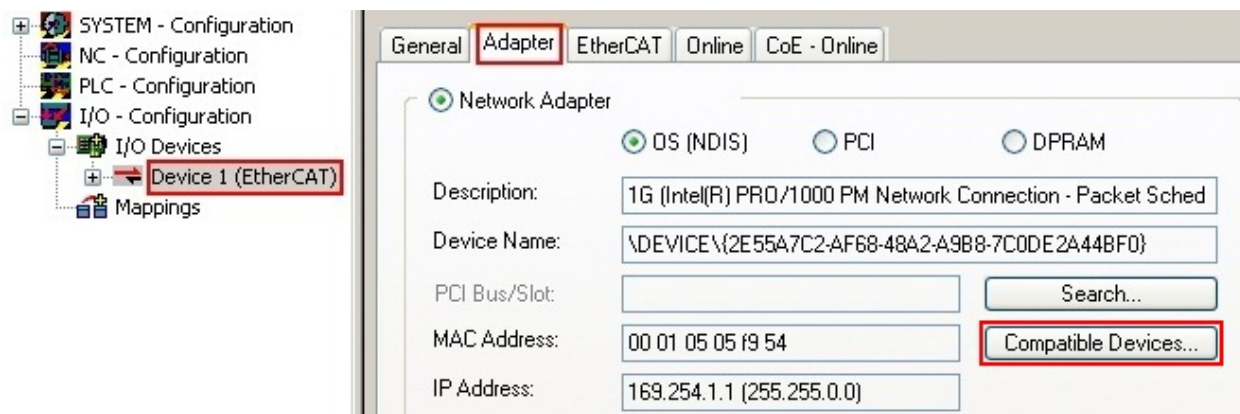 SYSTEM - Configuration
NC - Configuration
PLC - Configuration
I/O - Configuration
I/O Devices
Device 1 (EtherCAT)
Mappings
General Adapter EtherCAT Online CoE - Online
Network Adapter
OS (NDIS) PCI DPRAM
Description: 1G (Intel(R) PRO/1000 PM Network Connection - Packet Sched
Device Name: \DEVICE\{2E55A7C2-AF68-48A2-A9B8-7C0DE2A44BF0}
PCI Bus/Slot: Search...
MAC Address: 00 01 05 05 f9 54 Compatible Devices...
IP Address: 169.254.1.1 (255.255.0.0)